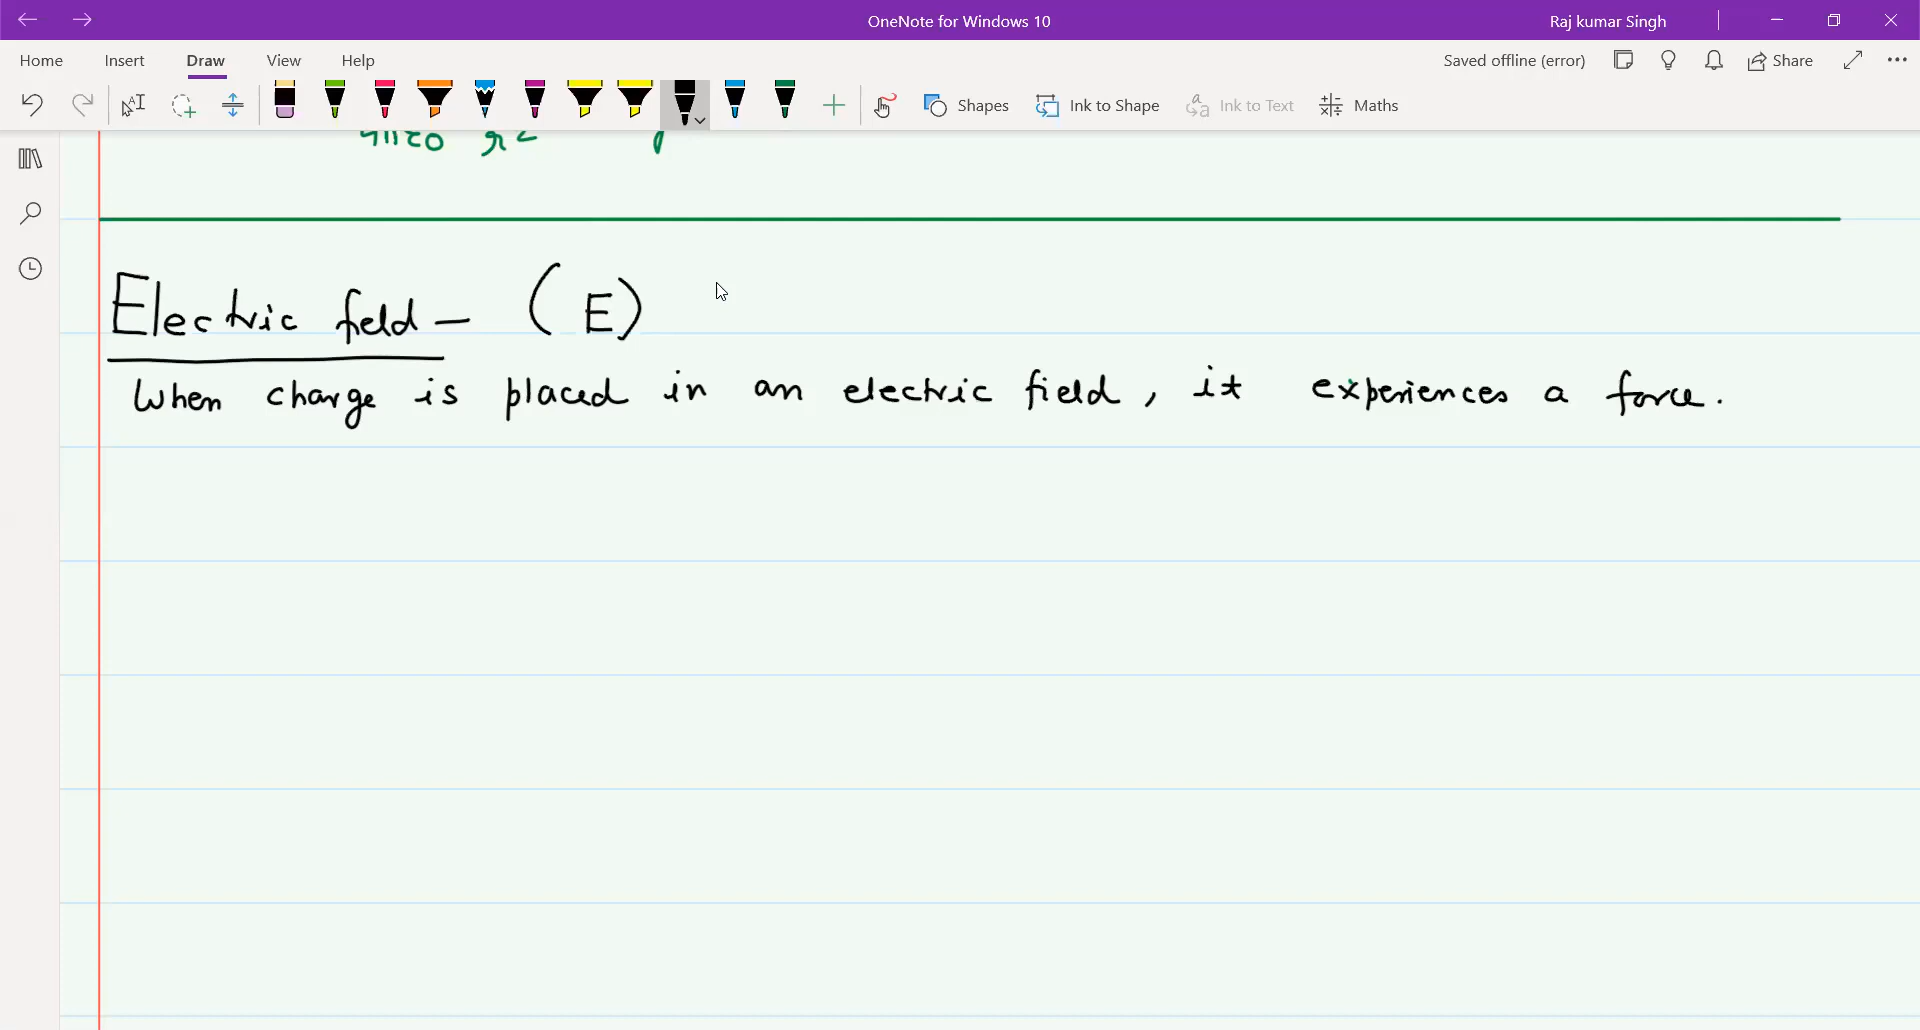 OneNote for Windows 10
Raj kumar Singh
Home Insert Draw View Help
Saved offline (error) Share
Shapes Ink to Shape Ink to Text Maths
Electric field - (E)
When charge is placed in an electric field, it experiences a force.